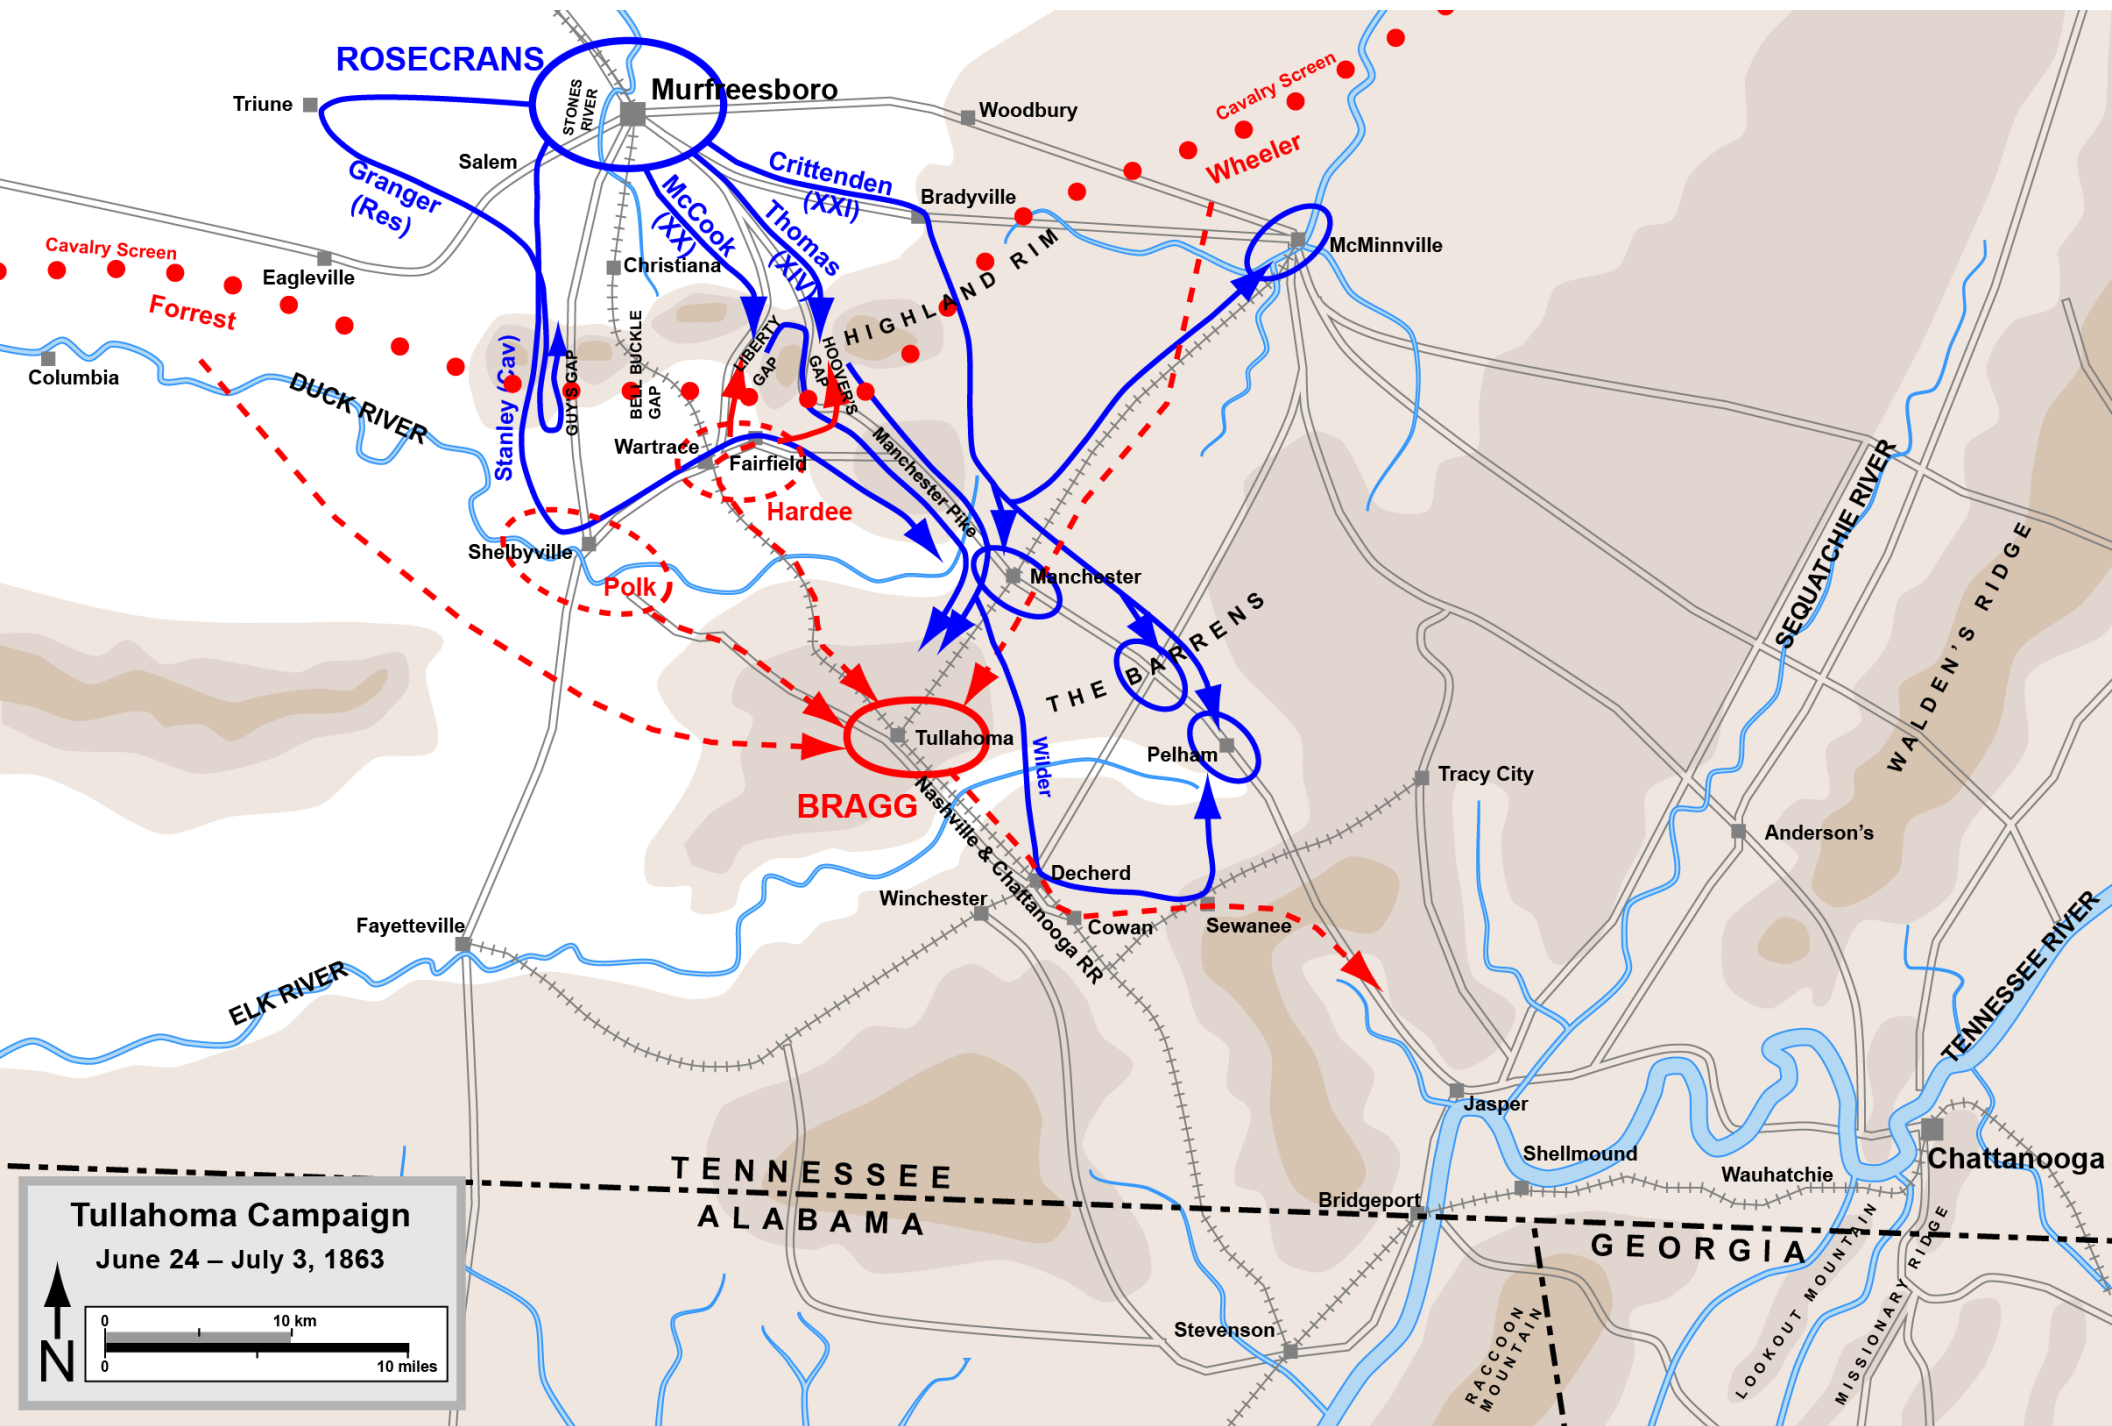 ROSECRANS
Murfreesboro
STONES
RIVER
Triune
Woodbury
Cavalry Screen
Wheeler
Salem
Granger
(Res)
McCook
(XX)
Thomas
(XIV)
Crittenden
(XXI)
Bradyville
McMinnville
Cavalry Screen
Forrest
Eagleville
Christiana
HIGHLAND RIM
Columbia
DUCK RIVER
Stanley (Cav)
GUY'S GAP
BELL BUCKLE
GAP
LIBERTY
GAP
HOOVER'S
GAP
Wartrace
Fairfield
Manchester Pike
Hardee
Shelbyville
Polk
Manchester
THE BARRENS
SEQUATCHIE RIVER
WALDEN'S RIDGE
Tullahoma
BRAGG
Wilder
Pelham
Tracy City
Anderson's
Nashville & Chattanooga RR
Decherd
Winchester
Cowan
Sewanee
Fayetteville
ELK RIVER
TENNESSEE RIVER
Jasper
Shellmound
Wauhatchie
Chattanooga
TENNESSEE
ALABAMA
Bridgeport
GEORGIA
LOOKOUT MOUNTAIN
MISSIONARY RIDGE
RACCOON
MOUNTAIN
Stevenson
Tullahoma Campaign
June 24 – July 3, 1863
N
0 10 km
0 10 miles